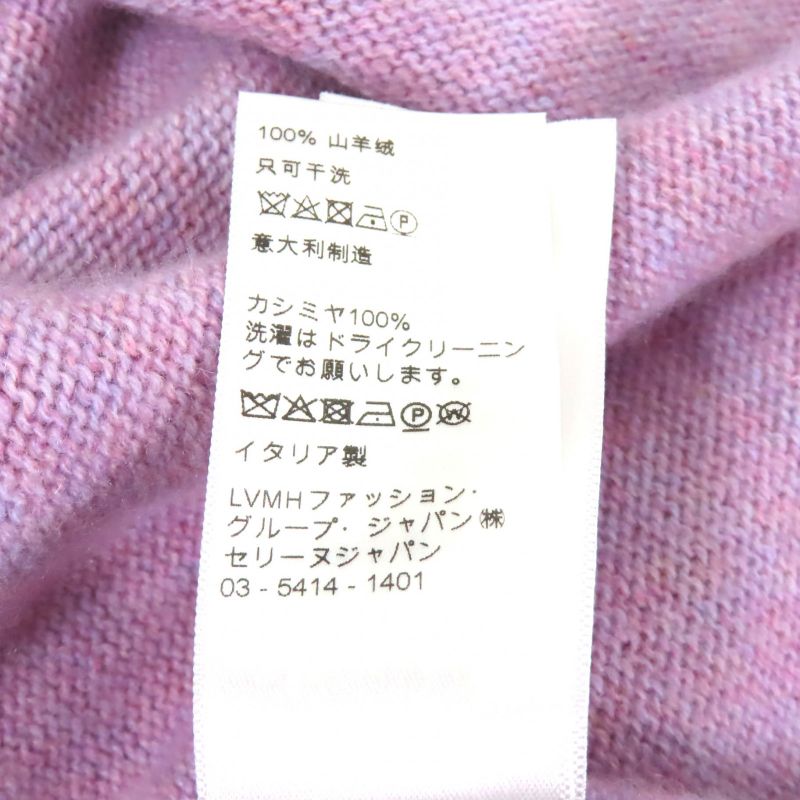 100% 山羊绒
只可干洗
P
意大利制造
カシミヤ100%
洗濯はドライクリーニン
グでお願いします。
P W
イタリア製
LVMHファッション・
グループ・ジャパン㈱
セリーヌジャパン
03 - 5414 - 1401